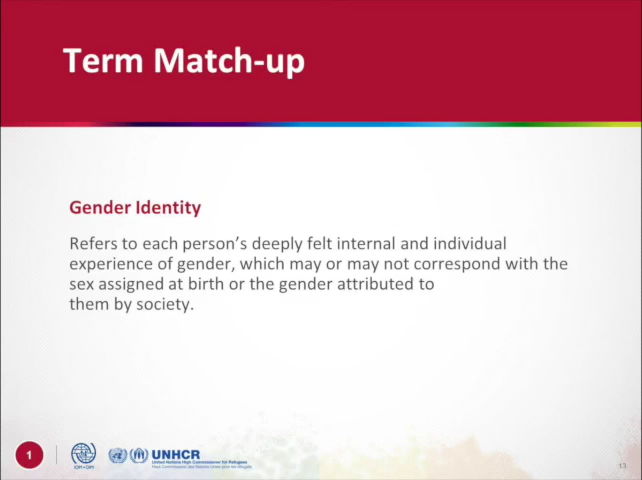 Term Match-up
Gender Identity
Refers to each person’s deeply felt internal and individual
experience of gender, which may or may not correspond with the
sex assigned at birth or the gender attributed to
them by society.
1
IOM • OIM
UNHCR
United Nations High Commissioner for Refugees
Haut Commissariat des Nations Unies pour les réfugiés
13